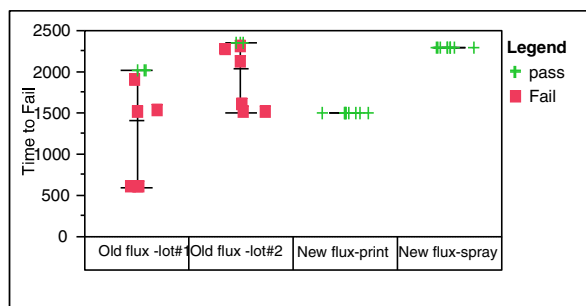 2500
2000
1500
1000
500
0
Time to Fail
Old flux -lot#1
Old flux -lot#2
New flux-print
New flux-spray
Legend
pass
Fail